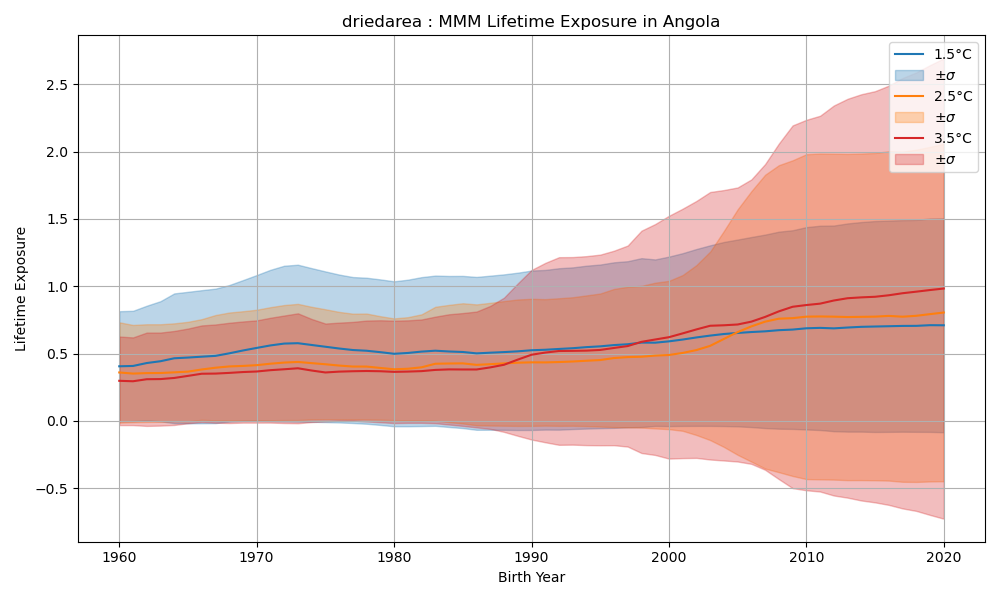 driedarea : MMM Lifetime Exposure in Angola
1.5°C
±σ
2.5°C
±σ
3.5°C
±σ
Lifetime Exposure
2.5
2.0
1.5
1.0
0.5
0.0
−0.5
1960
1970
1980
1990
2000
2010
2020
Birth Year